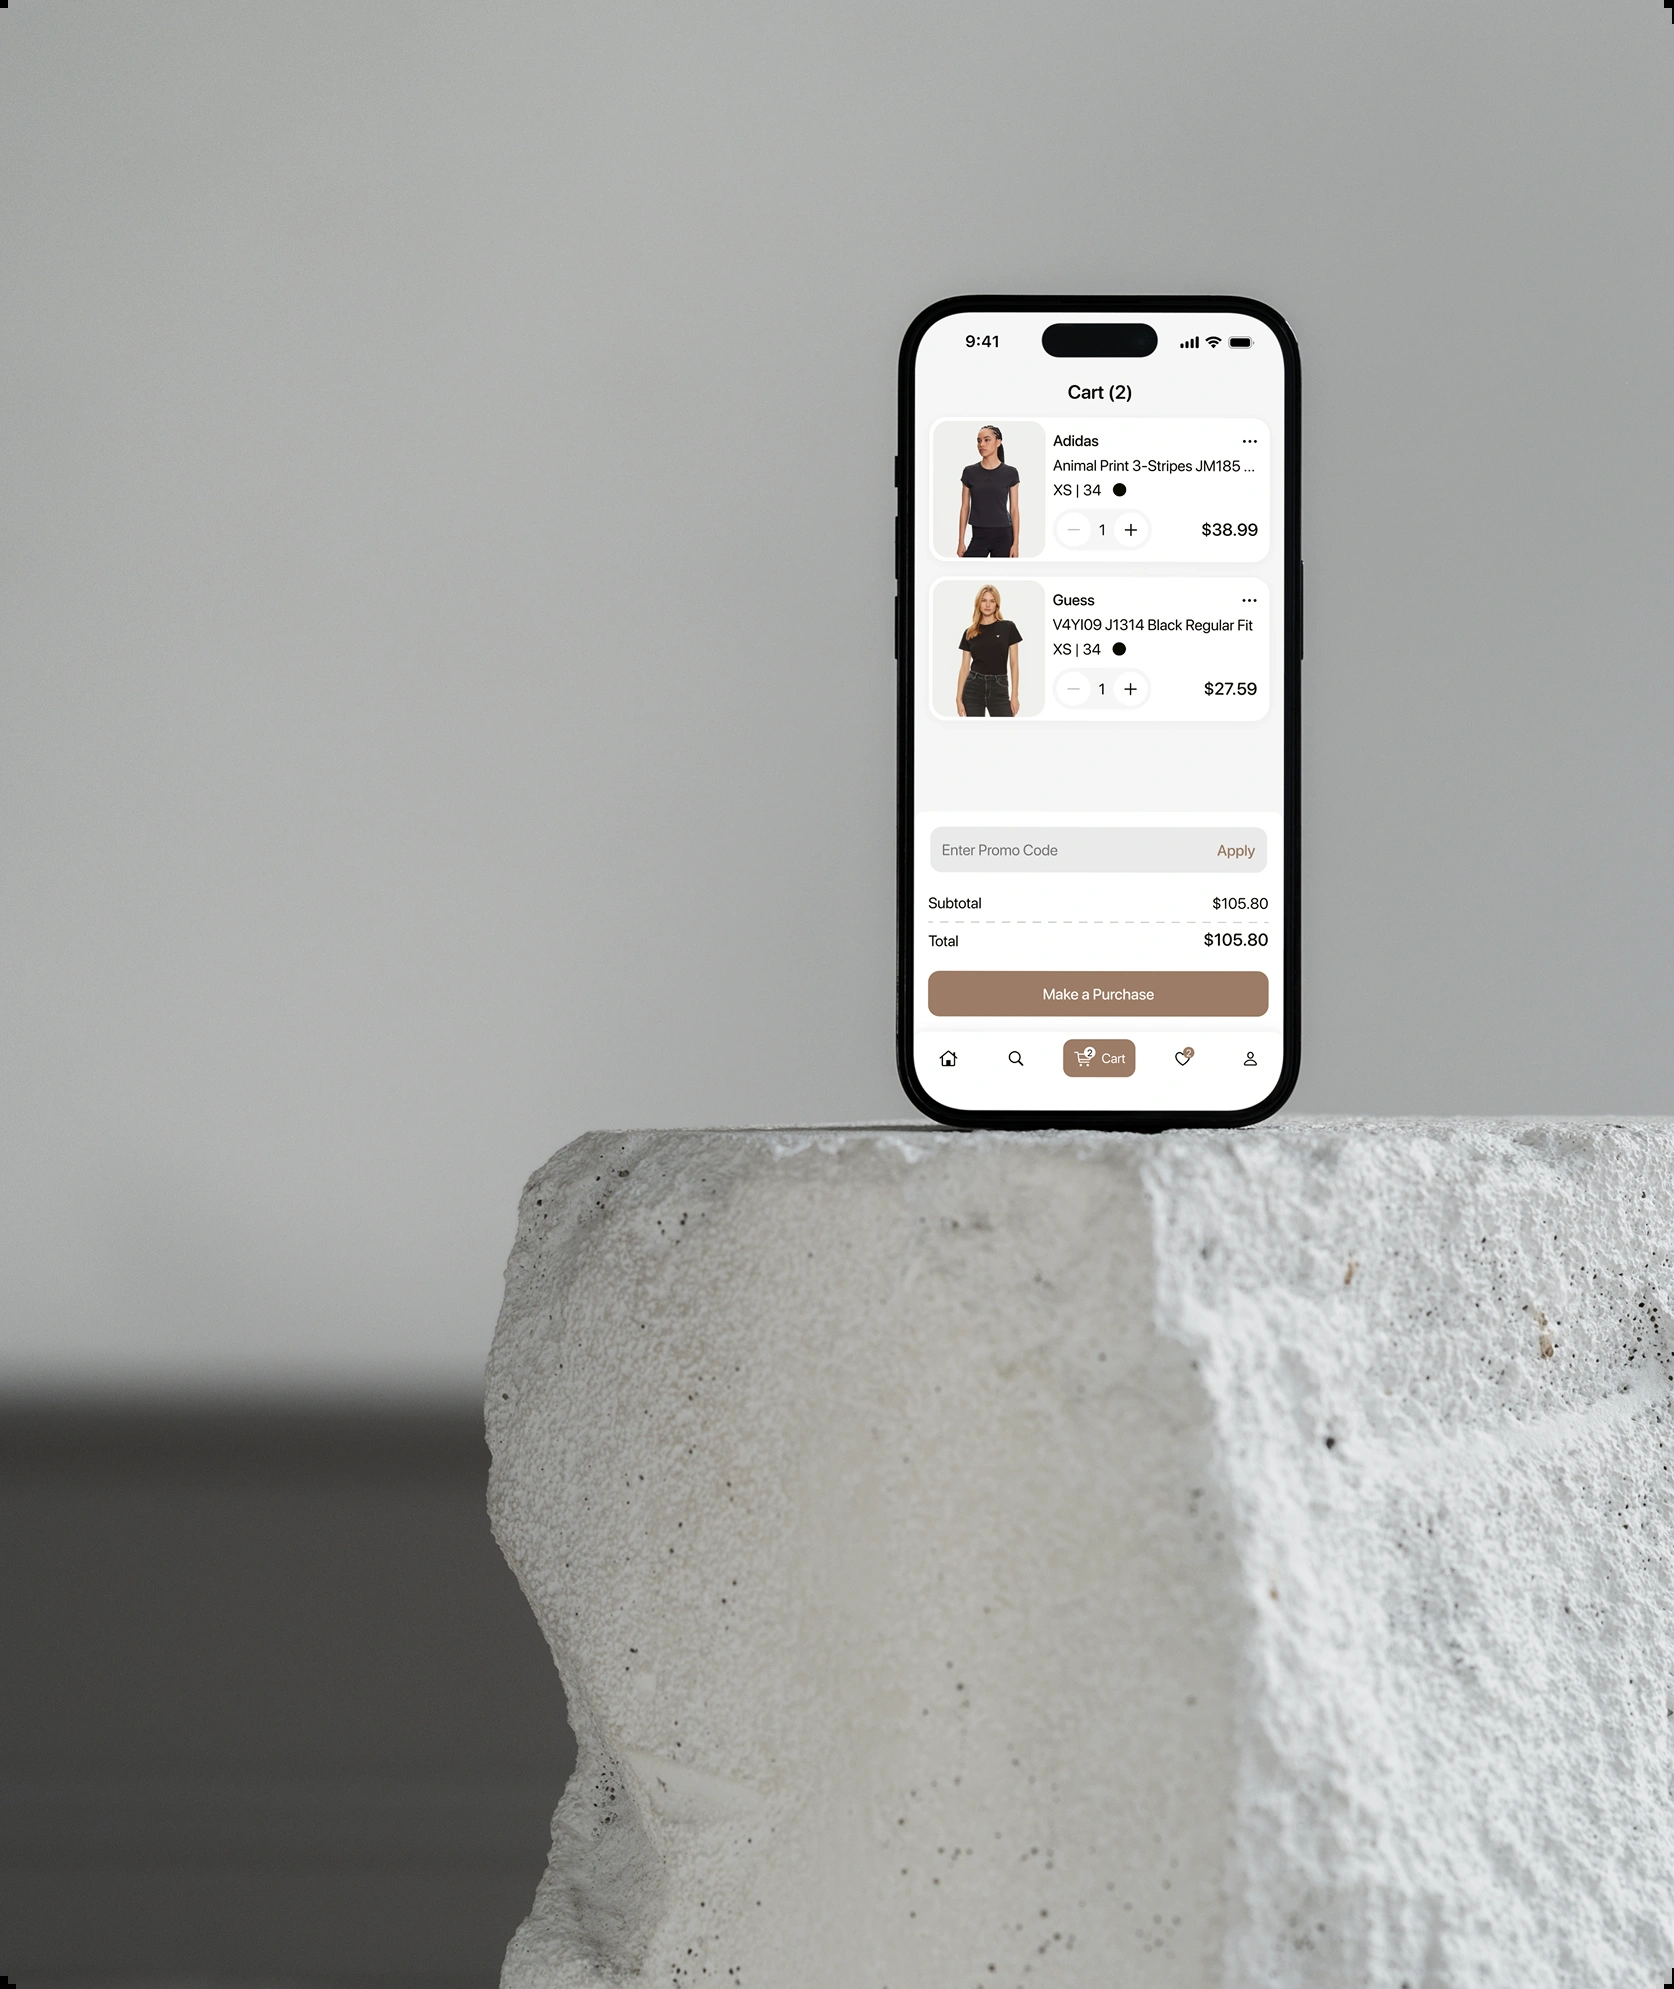 9:41
Cart (2)
Adidas
Animal Print 3-Stripes JM185 ...
XS | 34
1
$38.99
Guess
V4YI09 J1314 Black Regular Fit
XS | 34
1
$27.59
Enter Promo Code
Apply
Subtotal
$105.80
Total
$105.80
Make a Purchase
2
Cart
2